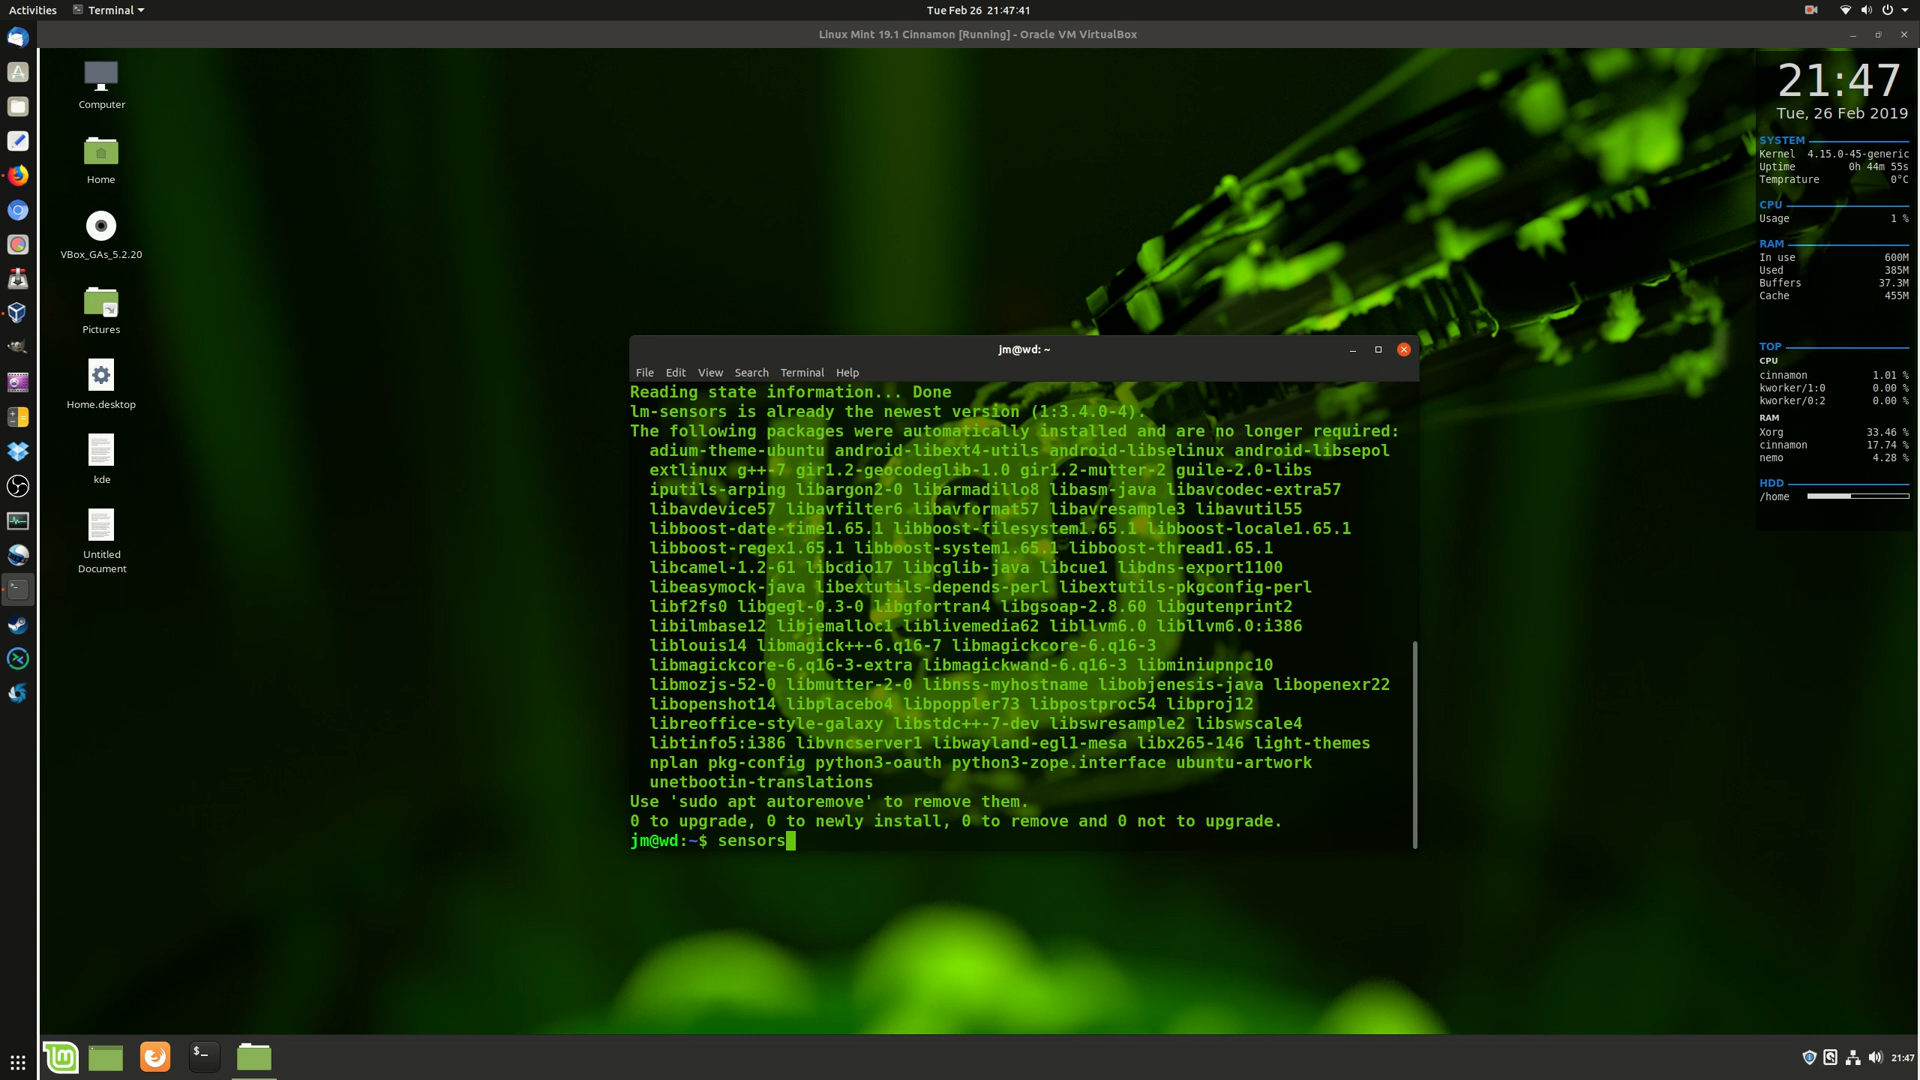 Activities
Terminal
Tue Feb 26 21:47:41
Linux Mint 19.1 Cinnamon [Running] - Oracle VM VirtualBox
Computer
Home
VBox_GAs_5.2.20
Pictures
Home.desktop
kde
Untitled
Document
21:47
Tue, 26 Feb 2019
SYSTEM
Kernel 4.15.0-45-generic
Uptime 0h 44m 55s
Temprature 0°C
CPU
Usage 1 %
RAM
In use 600M
Used 385M
Buffers 37.3M
Cache 455M
TOP
CPU
cinnamon 1.01 %
kworker/1:0 0.00 %
kworker/0:2 0.00 %
RAM
Xorg 33.46 %
cinnamon 17.74 %
nemo 4.28 %
HDD
/home
jm@wd: ~
File Edit View Search Terminal Help
Reading state information... Done
lm-sensors is already the newest version (1:3.4.0-4).
The following packages were automatically installed and are no longer required:
adium-theme-ubuntu android-libext4-utils android-libselinux android-libsepol
extlinux g++-7 gir1.2-geocodeglib-1.0 gir1.2-mutter-2 guile-2.0-libs
iputils-arping libargon2-0 libarmadillo8 libasm-java libavcodec-extra57
libavdevice57 libavfilter6 libavformat57 libavresample3 libavutil55
libboost-date-time1.65.1 libboost-filesystem1.65.1 libboost-locale1.65.1
libboost-regex1.65.1 libboost-system1.65.1 libboost-thread1.65.1
libcamel-1.2-61 libcdio17 libcglib-java libcue1 libdns-export1100
libeasymock-java libextutils-depends-perl libextutils-pkgconfig-perl
libf2fs0 libgegl-0.3-0 libgfortran4 libgsoap-2.8.60 libgutenprint2
libilmbase12 libjemalloc1 liblivemedia62 libllvm6.0 libllvm6.0:i386
liblouis14 libmagick++-6.q16-7 libmagickcore-6.q16-3
libmagickcore-6.q16-3-extra libmagickwand-6.q16-3 libminiupnpc10
libmozjs-52-0 libmutter-2-0 libnss-myhostname libobjenesis-java libopenexr22
libopenshot14 libplacebo4 libpoppler73 libpostproc54 libproj12
libreoffice-style-galaxy libstdc++-7-dev libswresample2 libswscale4
libtinfo5:i386 libvncserver1 libwayland-egl1-mesa libx265-146 light-themes
nplan pkg-config python3-oauth python3-zope.interface ubuntu-artwork
unetbootin-translations
Use 'sudo apt autoremove' to remove them.
0 to upgrade, 0 to newly install, 0 to remove and 0 not to upgrade.
jm@wd:~$ sensors
$_
21:47